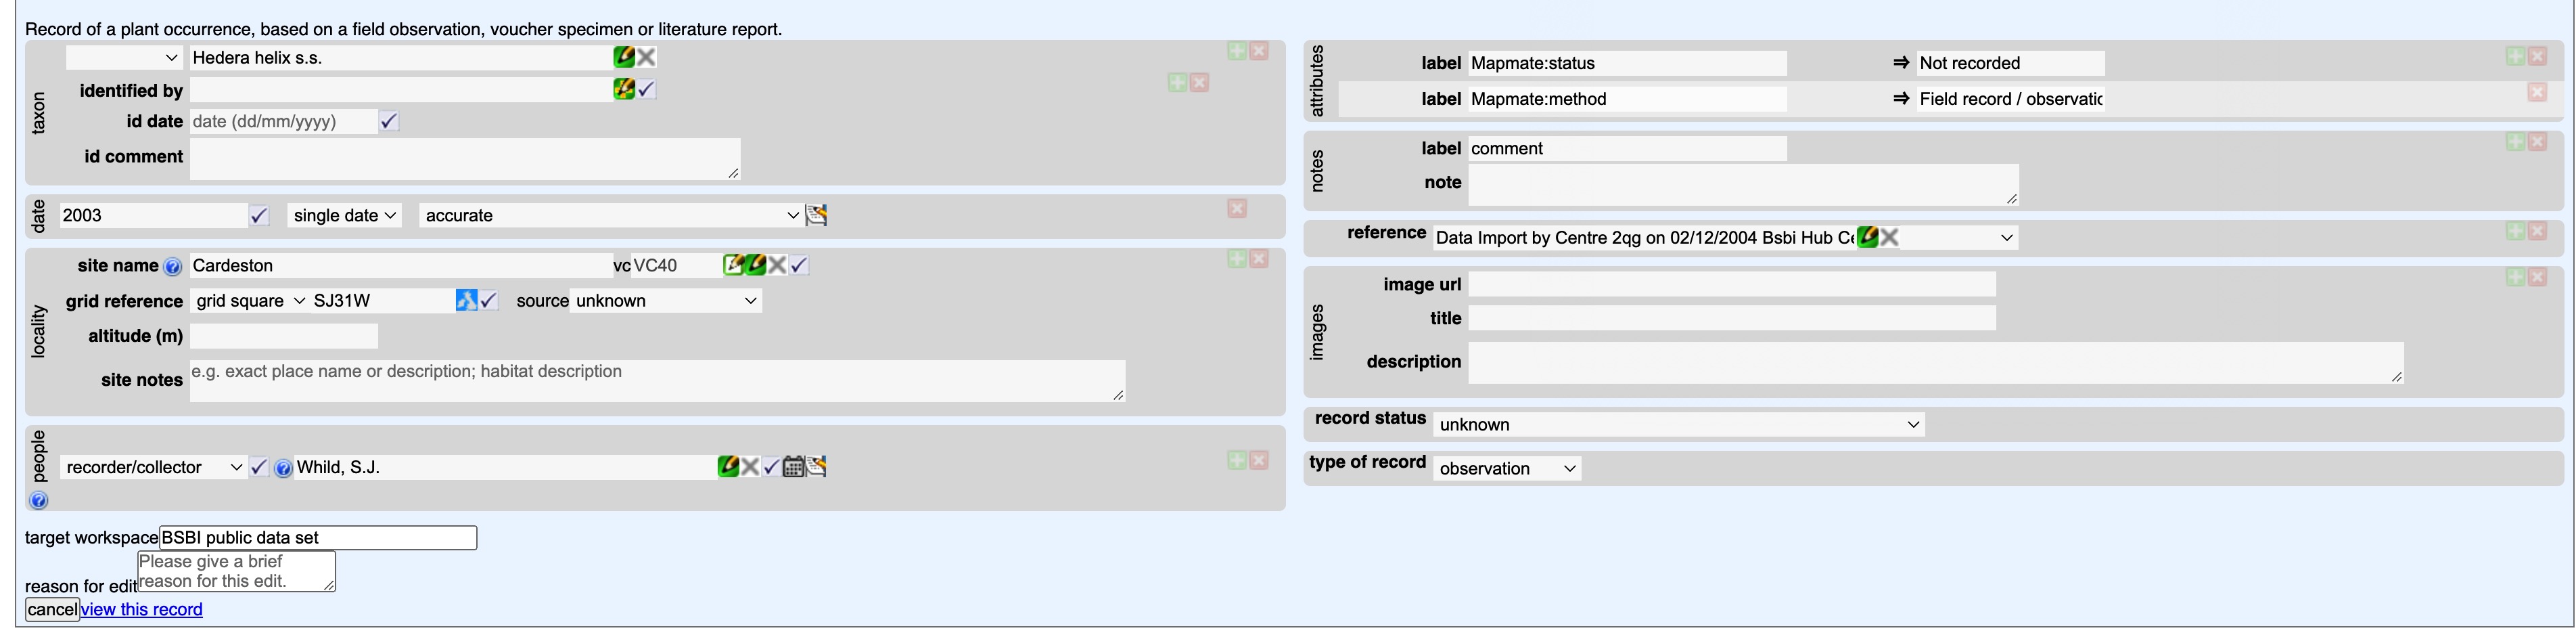 Record of a plant occurrence, based on a field observation, voucher specimen or literature report.
taxon
Hedera helix s.s.
identified by
id date date (dd/mm/yyyy)
id comment
date 2003 single date accurate
locality
site name Cardeston vc VC40
grid reference grid square SJ31W source unknown
altitude (m)
site notes e.g. exact place name or description; habitat description
people
recorder/collector Whild, S.J.
target workspace BSBI public data set
reason for edit Please give a brief
reason for this edit.
cancel view this record
attributes
label Mapmate:status ⇒ Not recorded
label Mapmate:method ⇒ Field record / observatic
notes
label comment
note
reference Data Import by Centre 2qg on 02/12/2004 Bsbi Hub Ce
images
image url
title
description
record status unknown
type of record observation